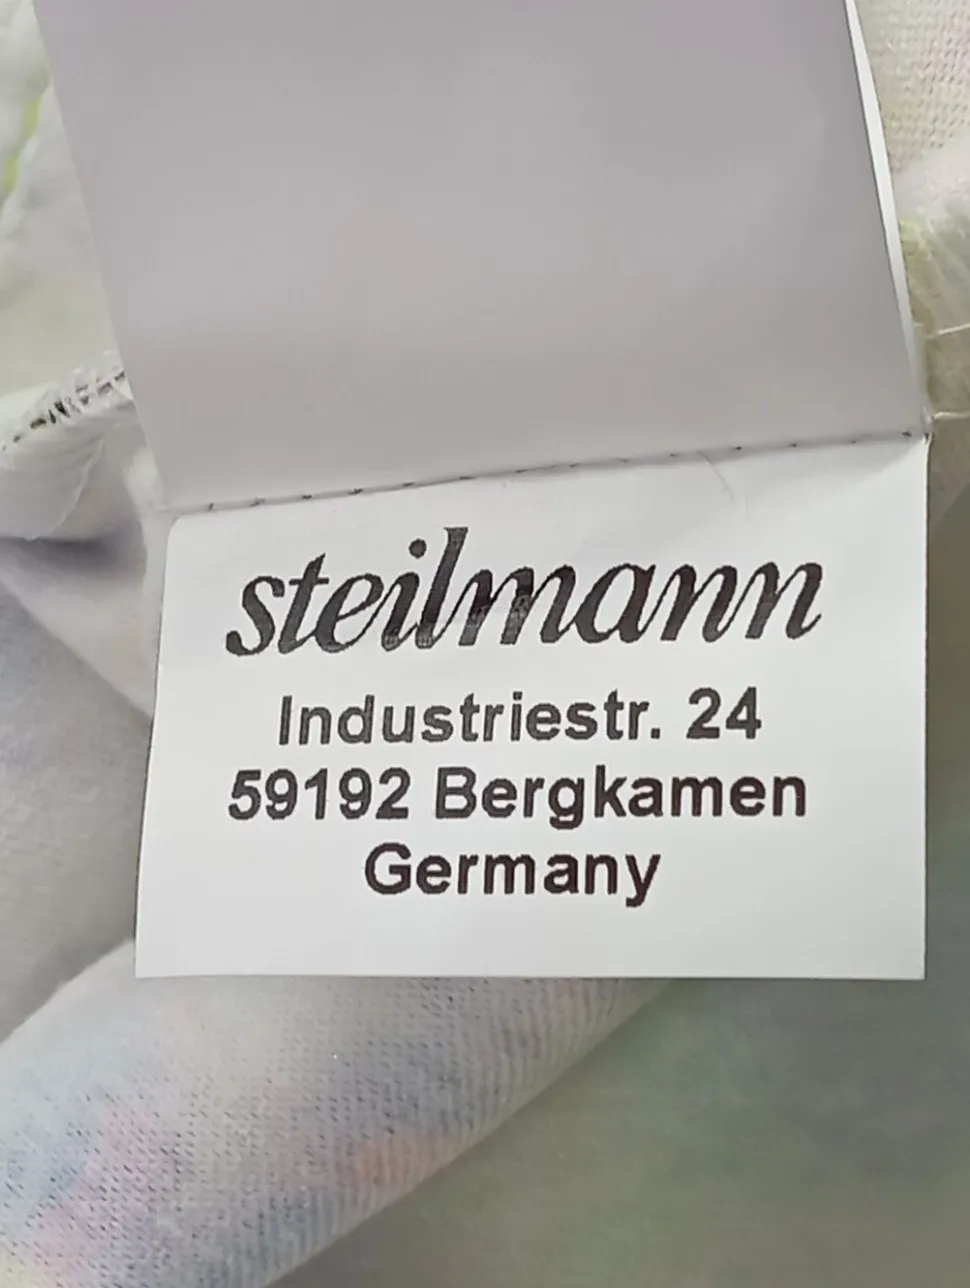 steilmann
Industriestr. 24
59192 Bergkamen
Germany